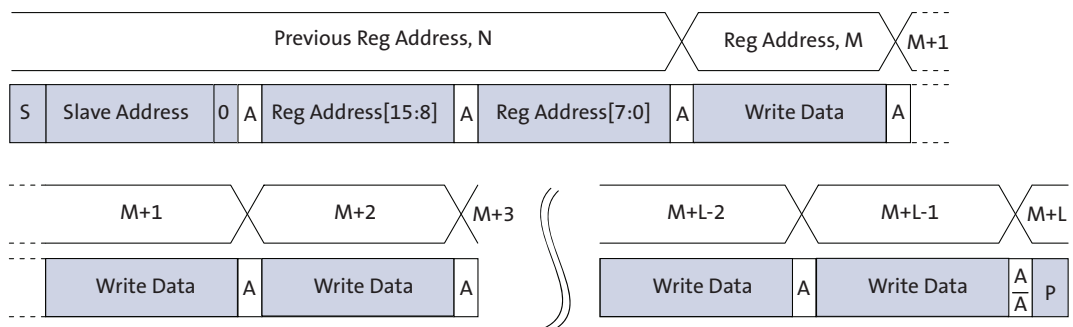 Previous Reg Address, N Reg Address, M M+1
S Slave Address 0 A Reg Address[15:8] A Reg Address[7:0] A Write Data A
M+1 M+2 M+3 M+L-2 M+L-1 M+L
Write Data A Write Data A Write Data A Write Data A/A̅ P